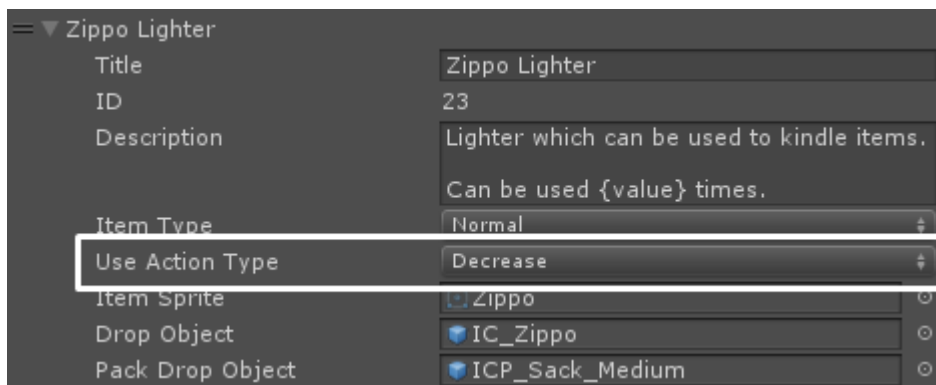 Zippo Lighter
Title Zippo Lighter
ID 23
Description Lighter which can be used to kindle items.
Can be used {value} times.
Item Type Normal
Use Action Type Decrease
Item Sprite Zippo
Drop Object IC_Zippo
Pack Drop Object ICP_Sack_Medium